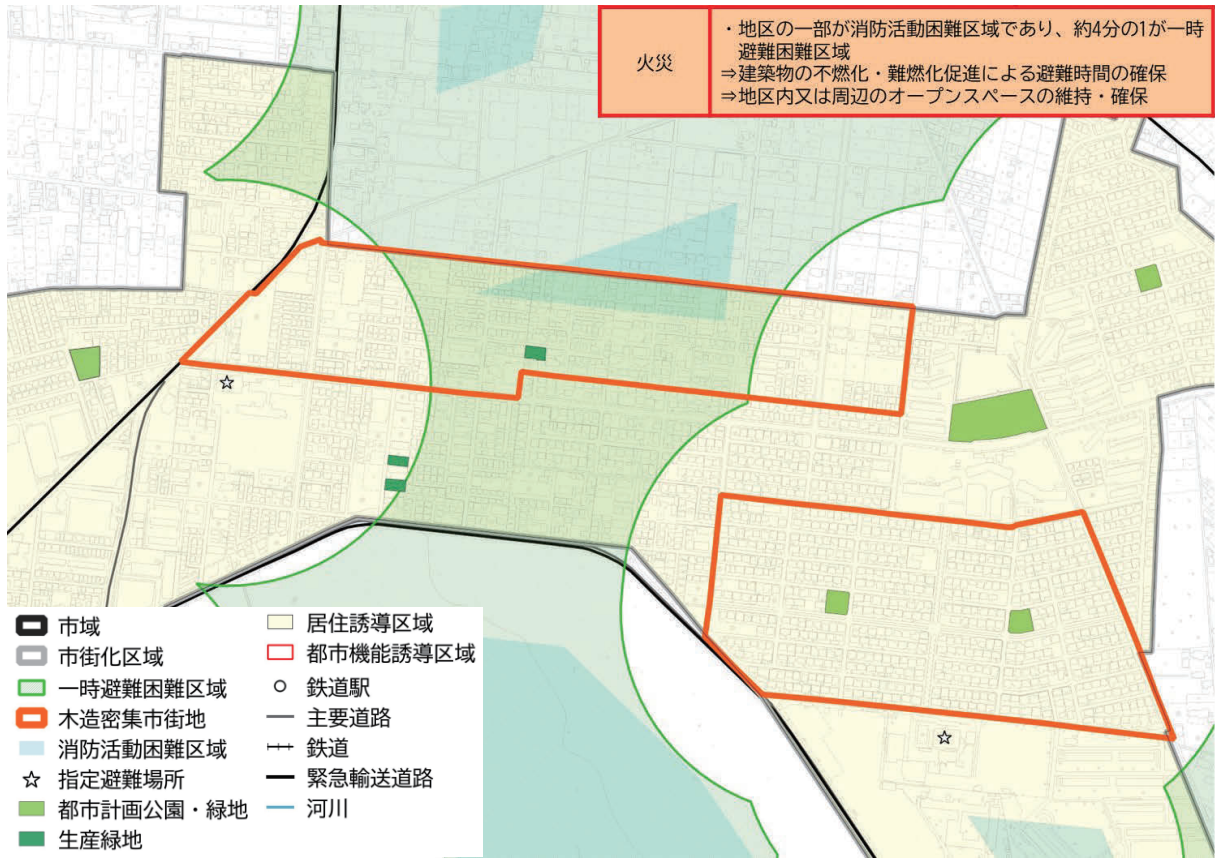 火災
・地区の一部が消防活動困難区域であり、約4分の1が一時
避難困難区域
⇒建築物の不燃化・難燃化促進による避難時間の確保
⇒地区内又は周辺のオープンスペースの維持・確保
市域
市街化区域
一時避難困難区域
木造密集市街地
消防活動困難区域
指定避難場所
都市計画公園・緑地
生産緑地
居住誘導区域
都市機能誘導区域
鉄道駅
主要道路
鉄道
緊急輸送道路
河川